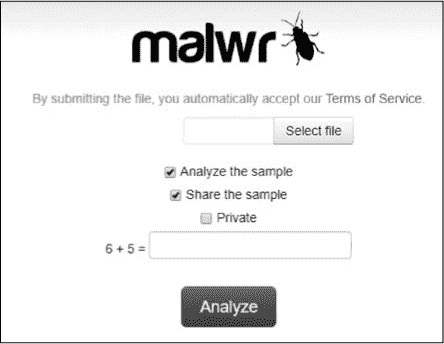 malwr
By submitting the file, you automatically accept our Terms of Service.
Select file
Analyze the sample
Share the sample
Private
6 + 5 =
Analyze